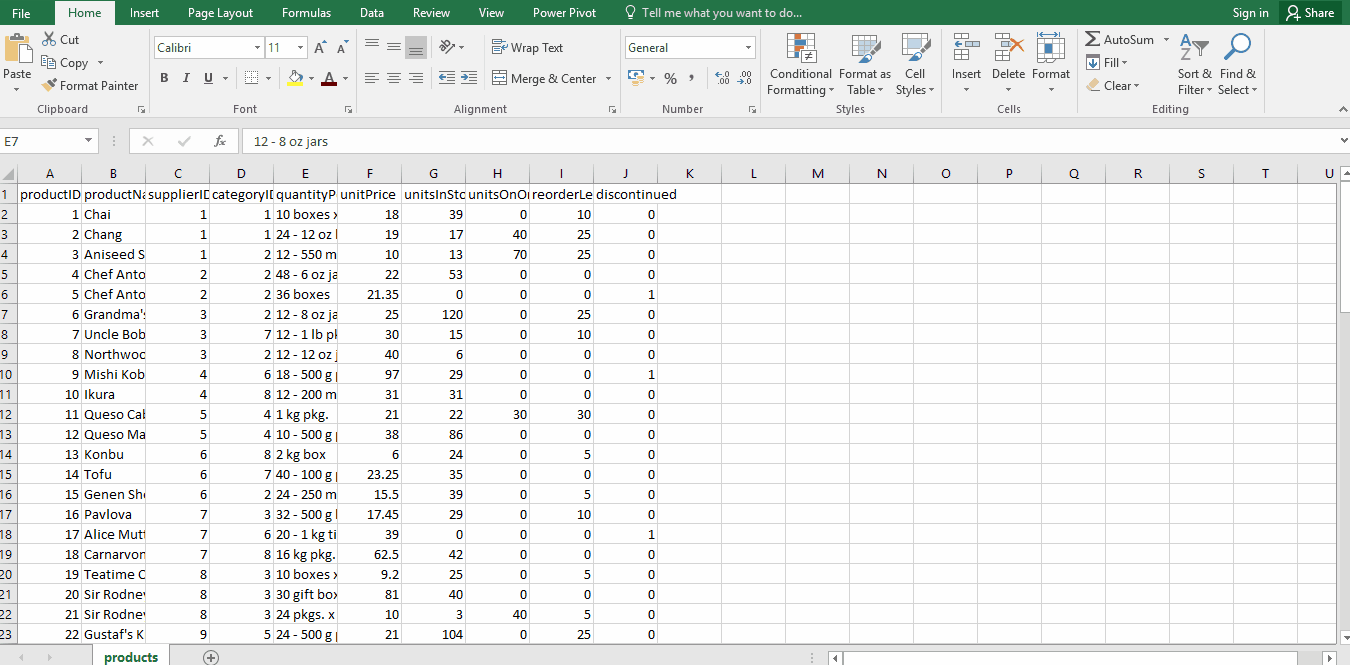 File Home Insert Page Layout Formulas Data Review View Power Pivot Tell me what you want to do... Sign in Share
Cut
Copy
Format Painter
Paste
Calibri 11
B I U
Wrap Text
Merge & Center
General
% ,
Conditional Formatting
Format as Table
Cell Styles
Insert
Delete
Format
AutoSum
Fill
Clear
Sort & Filter
Find & Select
Clipboard Font Alignment Number Styles Cells Editing
E7 fx 12 - 8 oz jars
A B C D E F G H I J K L M N O P Q R S T U
1 productID productNa supplierID categoryID quantityP unitPrice unitsInSto unitsOnOr reorderLe discontinued
2 1 Chai 1 1 10 boxes x 18 39 0 10 0
3 2 Chang 1 1 24 - 12 oz 19 17 40 25 0
4 3 Aniseed S 1 2 12 - 550 m 10 13 70 25 0
5 4 Chef Anto 2 2 48 - 6 oz ja 22 53 0 0 0
6 5 Chef Anto 2 2 36 boxes 21.35 0 0 0 1
7 6 Grandma's 3 2 12 - 8 oz ja 25 120 0 25 0
8 7 Uncle Bob 3 7 12 - 1 lb pk 30 15 0 10 0
9 8 Northwoo 3 2 12 - 12 oz j 40 6 0 0 0
10 9 Mishi Kob 4 6 18 - 500 g 97 29 0 0 1
11 10 Ikura 4 8 12 - 200 m 31 31 0 0 0
12 11 Queso Cab 5 4 1 kg pkg. 21 22 30 30 0
13 12 Queso Ma 5 4 10 - 500 g 38 86 0 0 0
14 13 Konbu 6 8 2 kg box 6 24 0 5 0
15 14 Tofu 6 7 40 - 100 g 23.25 35 0 0 0
16 15 Genen Sho 6 2 24 - 250 m 15.5 39 0 5 0
17 16 Pavlova 7 3 32 - 500 g 17.45 29 0 10 0
18 17 Alice Mutt 7 6 20 - 1 kg ti 39 0 0 0 1
19 18 Carnarvon 7 8 16 kg pkg. 62.5 42 0 0 0
20 19 Teatime C 8 3 10 boxes x 9.2 25 0 5 0
21 20 Sir Rodney 8 3 30 gift box 81 40 0 0 0
22 21 Sir Rodney 8 3 24 pkgs. x 10 3 40 5 0
23 22 Gustaf's K 9 5 24 - 500 g 21 104 0 25 0
products